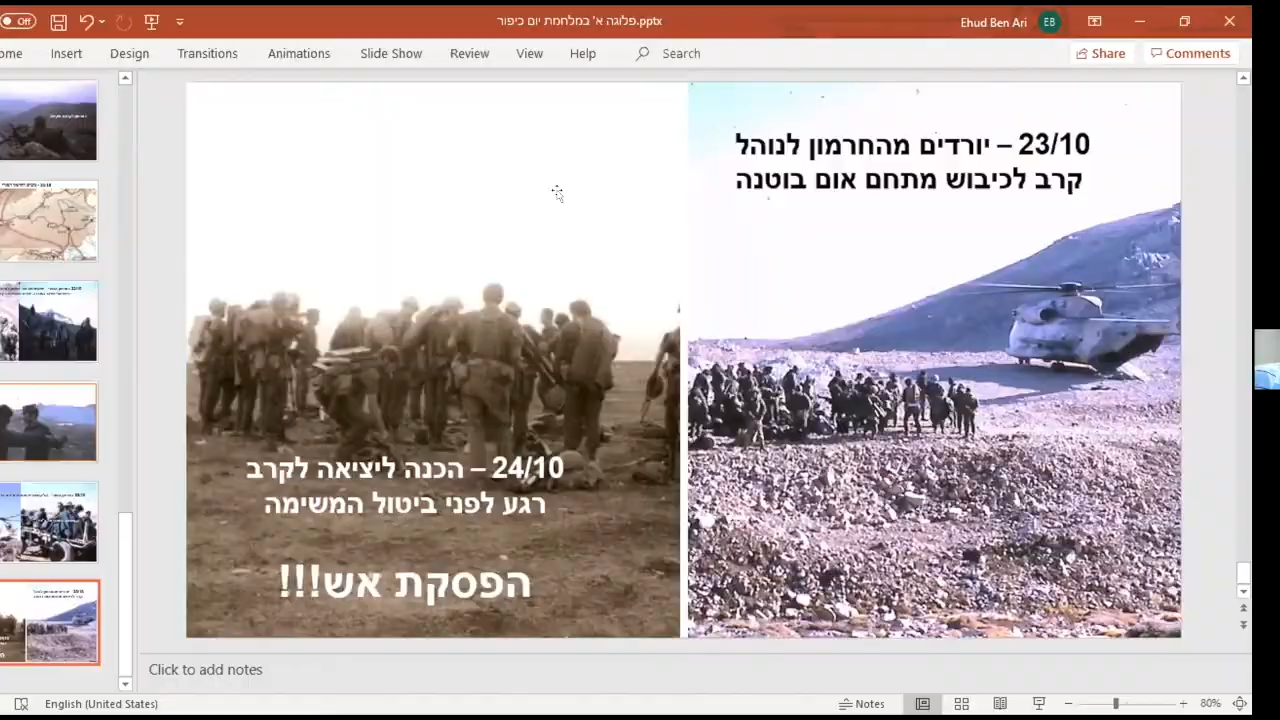 Off
פלוגה א' במלחמת יום כיפור.pptx
Ehud Ben Ari
EB
ome
Insert
Design
Transitions
Animations
Slide Show
Review
View
Help
Search
Share
Comments
23/10 – יורדים מהחרמון לנוהל
קרב לכיבוש מתחם אום בוטנה
24/10 – הכנה ליציאה לקרב
רגע לפני ביטול המשימה
הפסקת אש!!!
Click to add notes
English (United States)
Notes
80%